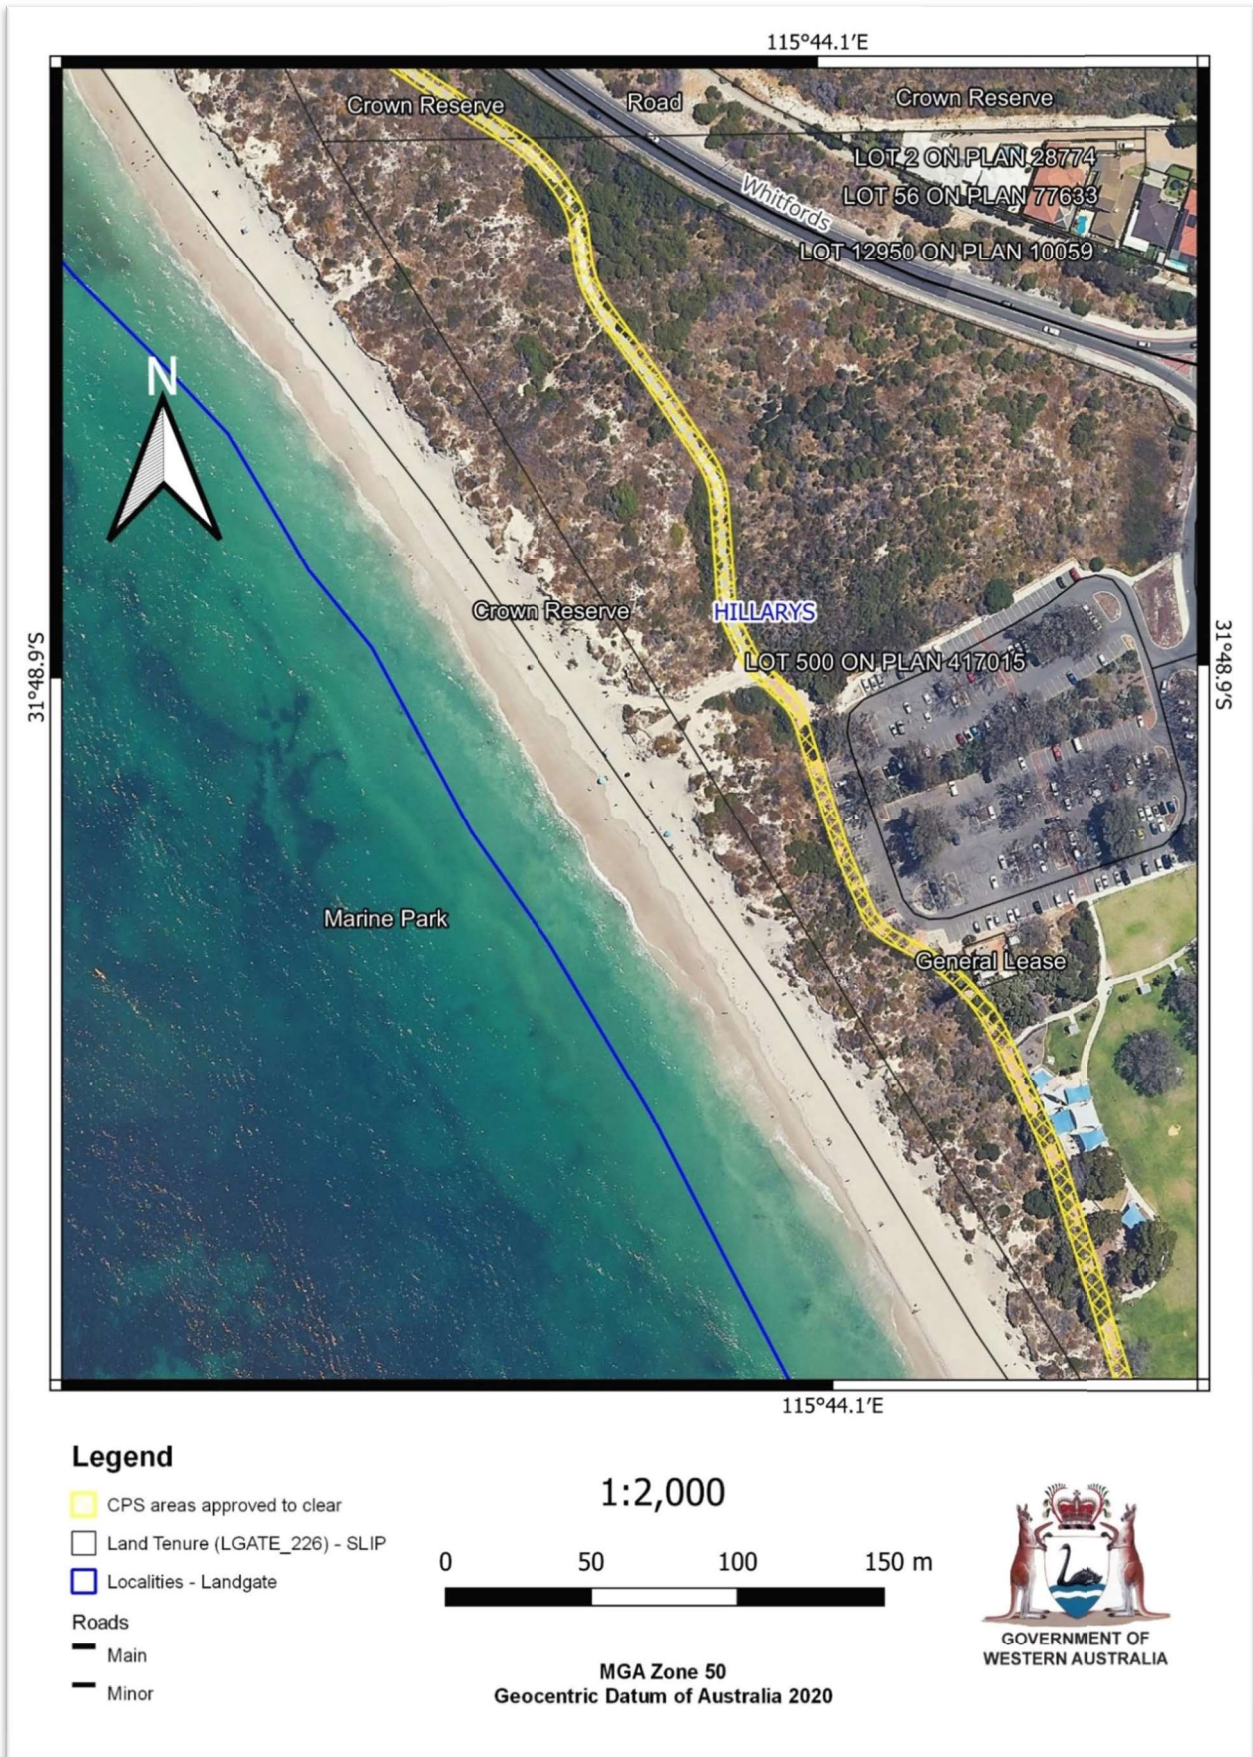 115°44.1'E
Crown Reserve
Road
Crown Reserve
LOT 2 ON PLAN 28774
Whitfords
LOT 56 ON PLAN 77633
LOT 12950 ON PLAN 10059
N
Crown Reserve
HILLARYS
31°48.9'S
LOT 500 ON PLAN 417015
31°48.9'S
Marine Park
General Lease
115°44.1'E
Legend
CPS areas approved to clear
Land Tenure (LGATE_226) - SLIP
Localities - Landgate
Roads
Main
Minor
1:2,000
0 50 100 150 m
MGA Zone 50
Geocentric Datum of Australia 2020
GOVERNMENT OF
WESTERN AUSTRALIA